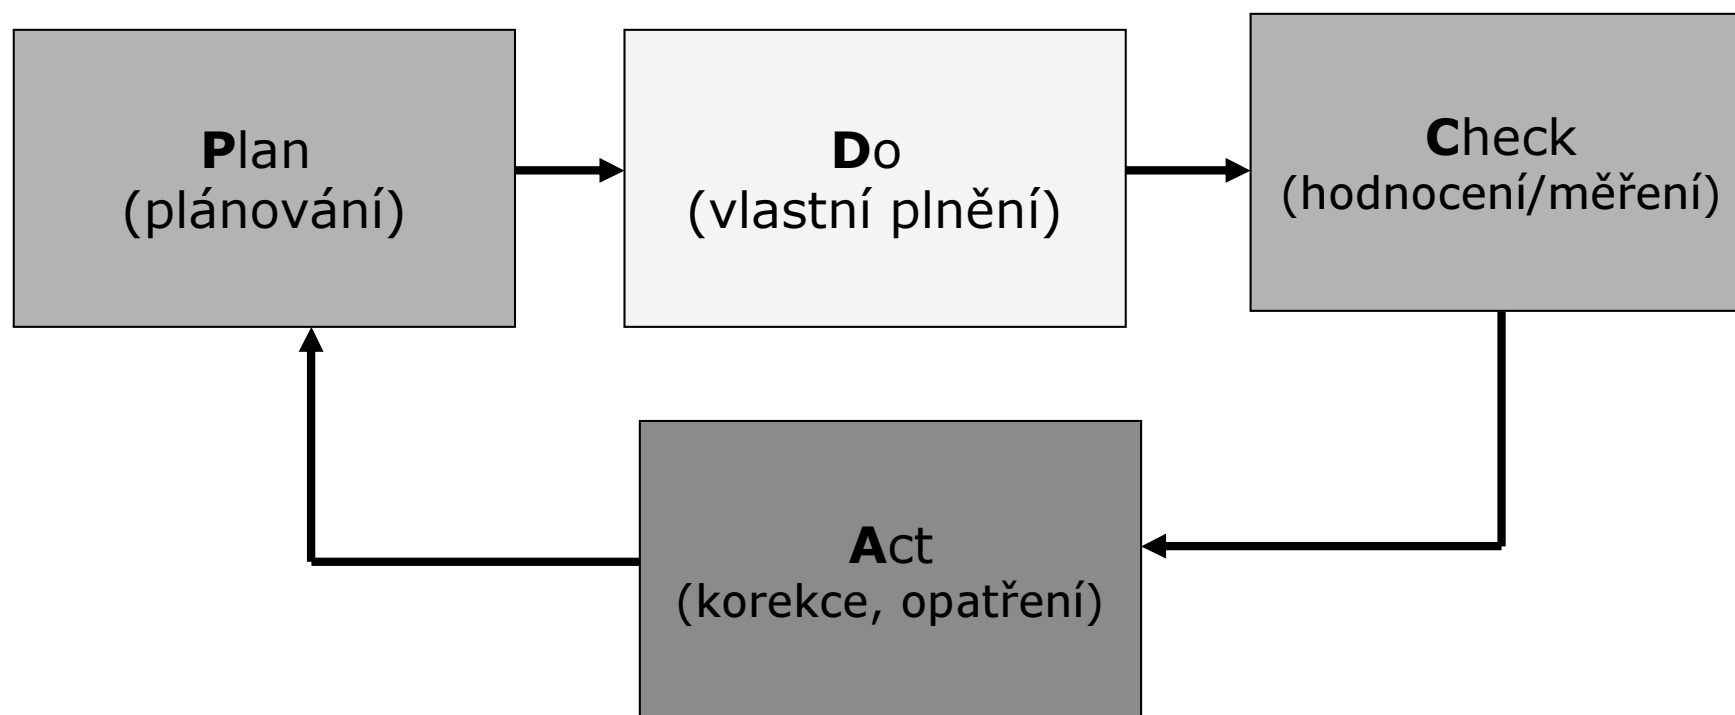 Plan
(plánování)
Do
(vlastní plnění)
Check
(hodnocení/měření)
Act
(korekce, opatření)